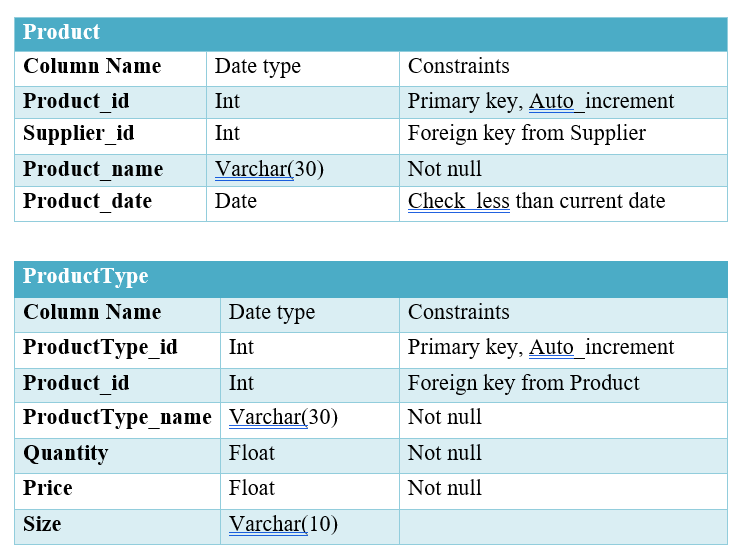 Product
Column Name Date type Constraints
Product_id Int Primary key, Auto_increment
Supplier_id Int Foreign key from Supplier
Product_name Varchar(30) Not null
Product_date Date Check less than current date
ProductType
Column Name Date type Constraints
ProductType_id Int Primary key, Auto_increment
Product_id Int Foreign key from Product
ProductType_name Varchar(30) Not null
Quantity Float Not null
Price Float Not null
Size Varchar(10)